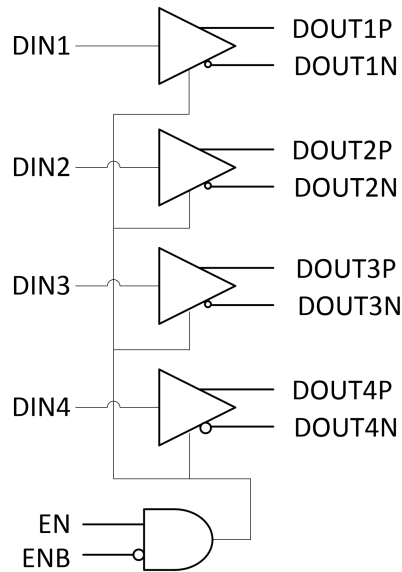 DIN1
DOUT1P
DOUT1N
DIN2
DOUT2P
DOUT2N
DIN3
DOUT3P
DOUT3N
DIN4
DOUT4P
DOUT4N
EN
ENB